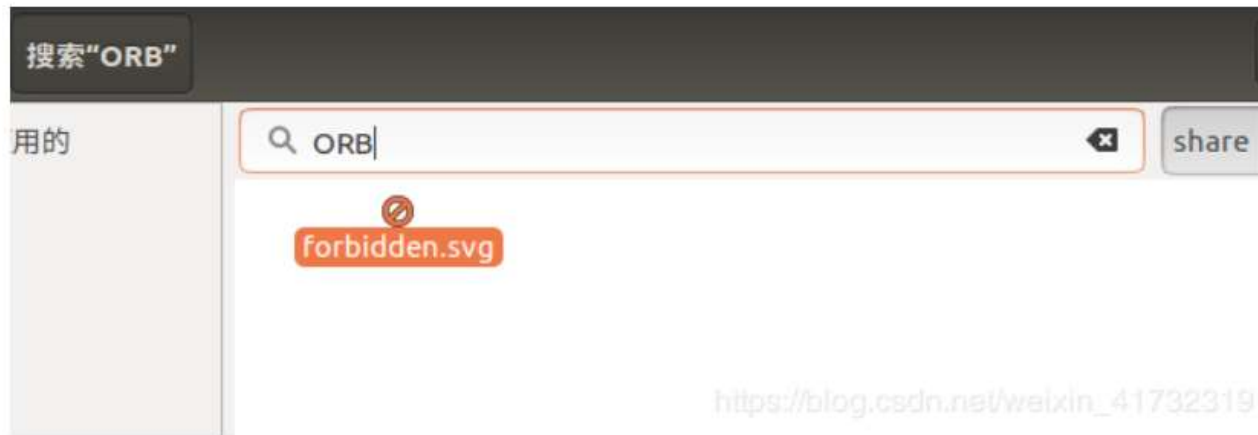 搜索“ORB”
用的
ORB
share
forbidden.svg
https://blog.csdn.net/weixin_41732319